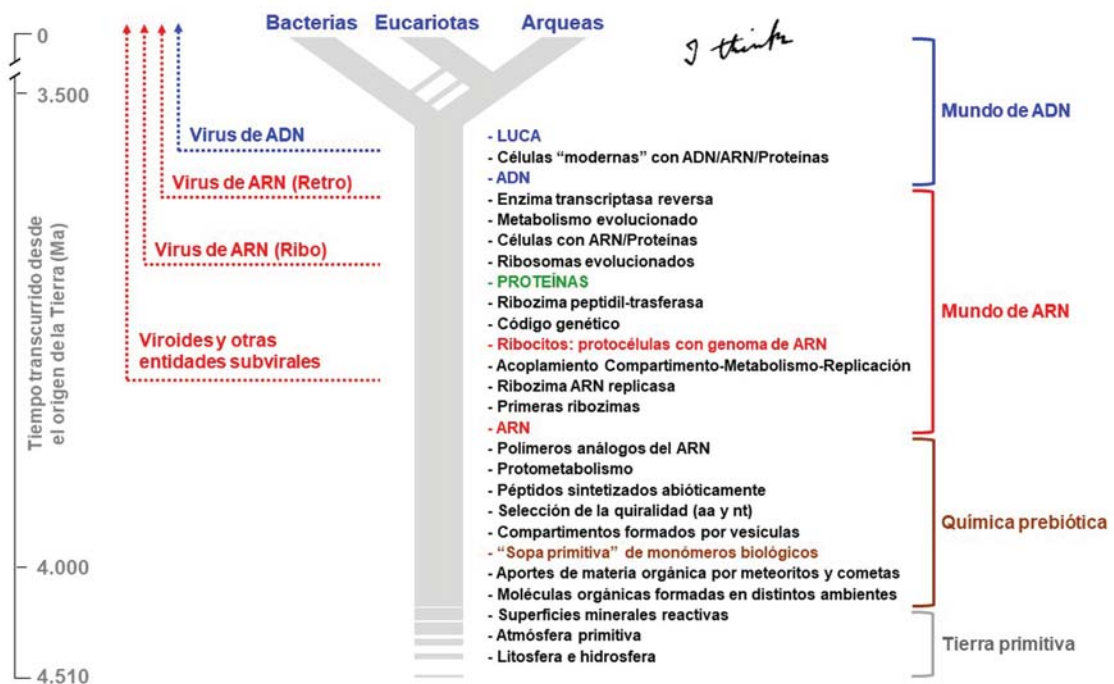 Bacterias Eucariotas Arqueas
I think
0
3.500
4.000
4.510
Tiempo transcurrido desde
el origen de la Tierra (Ma)
Virus de ADN
Virus de ARN (Retro)
Virus de ARN (Ribo)
Viroides y otras
entidades subvirales
- LUCA
- Células “modernas” con ADN/ARN/Proteínas
- ADN
- Enzima transcriptasa reversa
- Metabolismo evolucionado
- Células con ARN/Proteínas
- Ribosomas evolucionados
- PROTEÍNAS
- Ribozima peptidil-trasferasa
- Código genético
- Ribocitos: protocélulas con genoma de ARN
- Acoplamiento Compartimento-Metabolismo-Replicación
- Ribozima ARN replicasa
- Primeras ribozimas
- ARN
- Polímeros análogos del ARN
- Protometabolismo
- Péptidos sintetizados abióticamente
- Selección de la quiralidad (aa y nt)
- Compartimentos formados por vesículas
- “Sopa primitiva” de monómeros biológicos
- Aportes de materia orgánica por meteoritos y cometas
- Moléculas orgánicas formadas en distintos ambientes
- Superficies minerales reactivas
- Atmósfera primitiva
- Litosfera e hidrosfera
Mundo de ADN
Mundo de ARN
Química prebiótica
Tierra primitiva